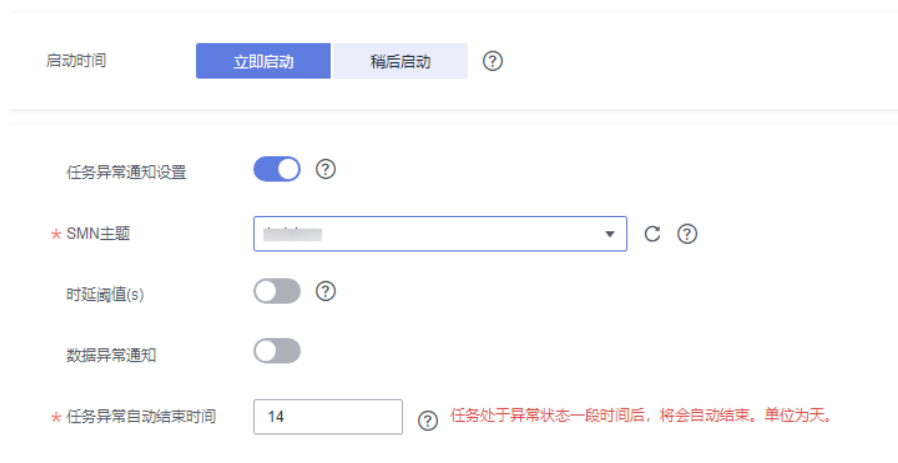 启动时间 立即启动 稍后启动 ?
任务异常通知设置 ?
* SMN主题 ?
时延阈值(s) ?
数据异常通知
* 任务异常自动结束时间 14 ? 任务处于异常状态一段时间后，将会自动结束。单位为天。